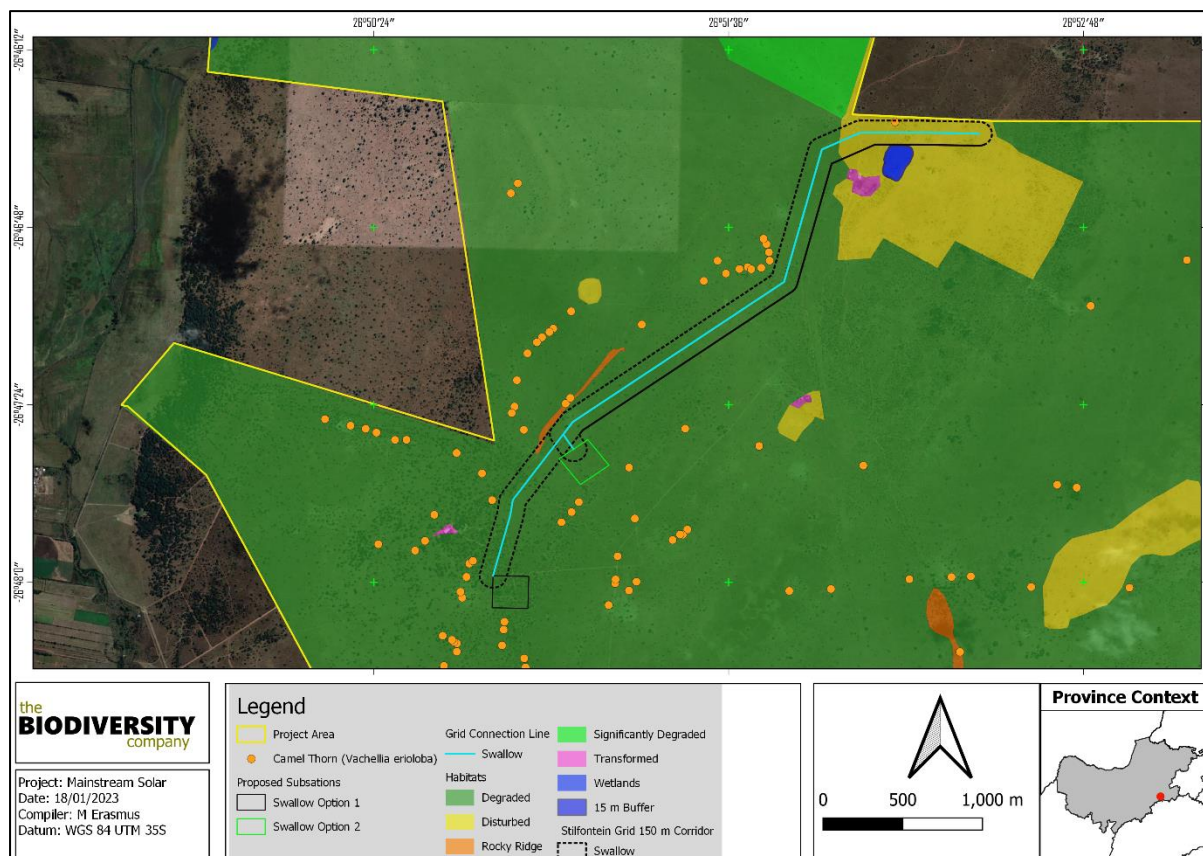 26°50'24" 26°51'36" 26°52'48"
-26°46'12"
-26°46'48"
-26°47'24"
-26°48'0"
the
BIODIVERSITY
company
Project: Mainstream Solar
Date: 18/01/2023
Compiler: M Erasmus
Datum: WGS 84 UTM 35S
Legend
Project Area
Camel Thorn (Vachellia erioloba)
Proposed Subsations
Swallow Option 1
Swallow Option 2
Grid Connection Line
Swallow
Habitats
Degraded
Disturbed
Rocky Ridge
Significantly Degraded
Transformed
Wetlands
15 m Buffer
Stilfontein Grid 150 m Corridor
Swallow
0 500 1,000 m
Province Context